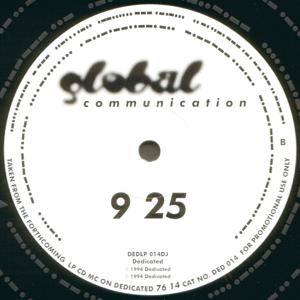 global
communication
B
9 25
DEDLP 014DJ
Dedicated
℗ 1994 Dedicated
© 1994 Dedicated
TAKEN FROM THE FORTHCOMING LP CD MC ON DEDICATED 76 14 CAT NO. DED 014 FOR PROMOTIONAL USE ONLY